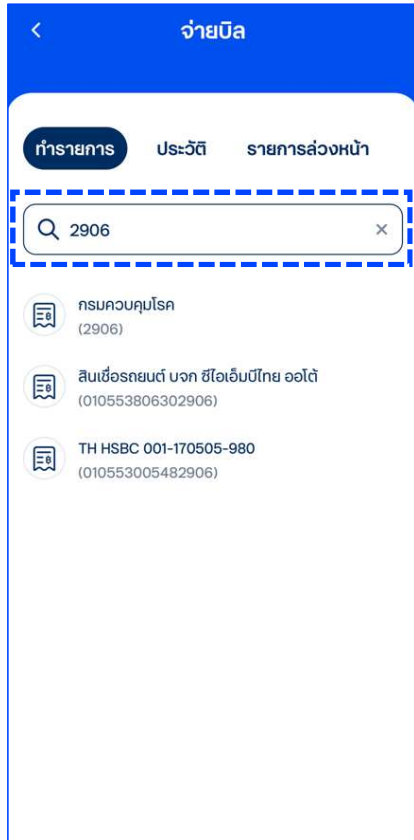 จ่ายบิล
ทำรายการ ประวัติ รายการล่วงหน้า
2906
กรมควบคุมโรค
(2906)
สินเชื่อรถยนต์ บจก ซีไอเอ็มบีไทย ออโต้
(010553806302906)
TH HSBC 001-170505-980
(010553005482906)